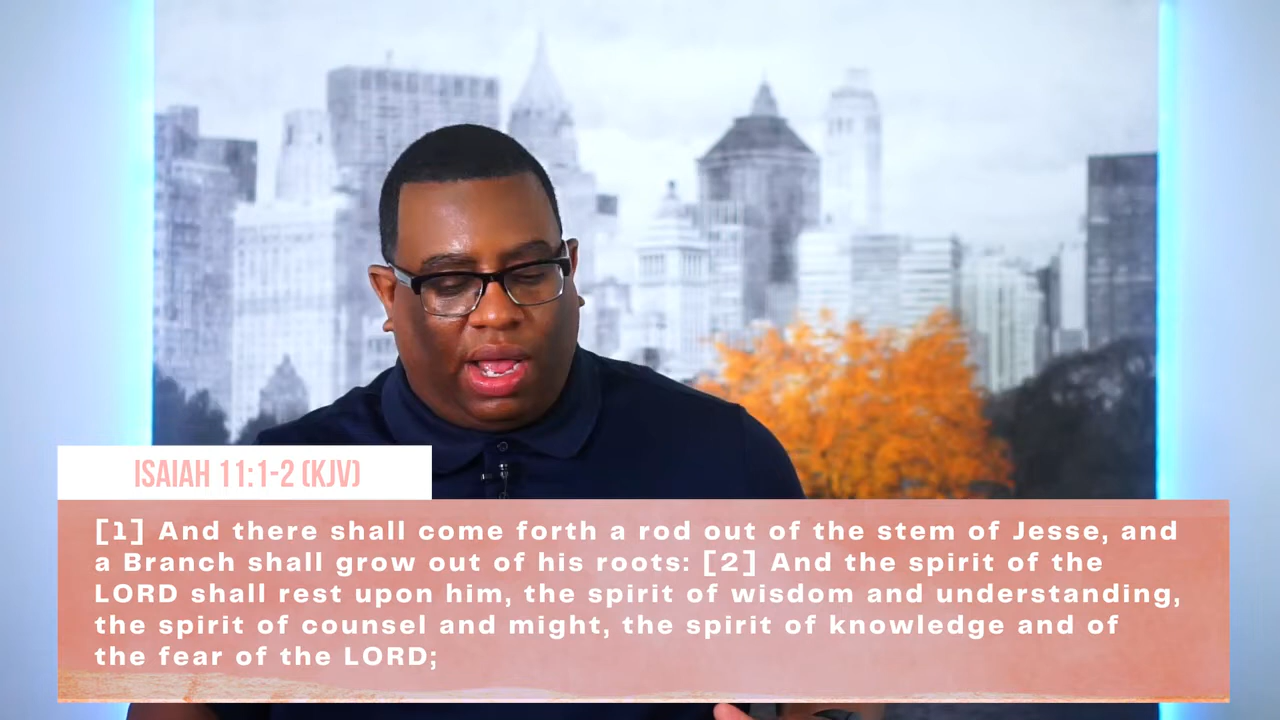 ISAIAH 11:1-2 (KJV)
[1] And there shall come forth a rod out of the stem of Jesse, and
a Branch shall grow out of his roots: [2] And the spirit of the
LORD shall rest upon him, the spirit of wisdom and understanding,
the spirit of counsel and might, the spirit of knowledge and of
the fear of the LORD;